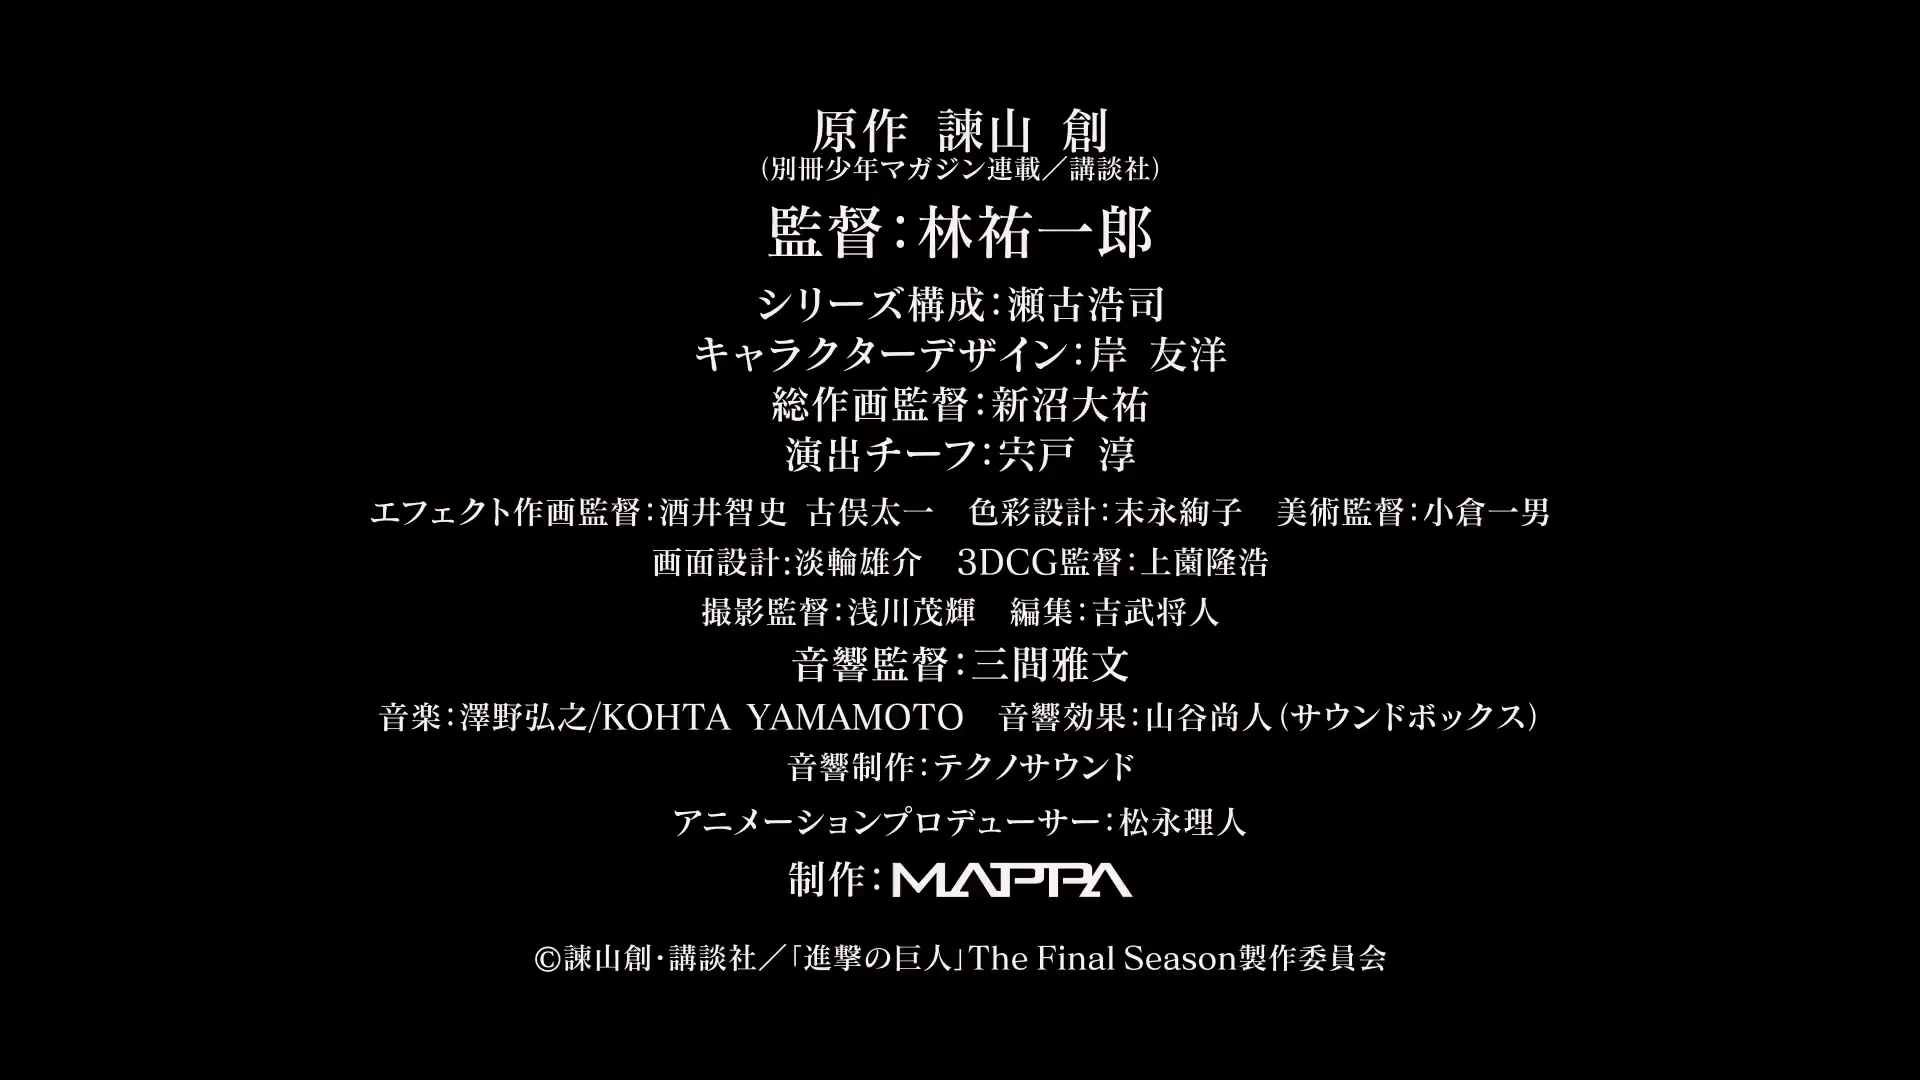 原作 諫山 創
(別冊少年マガジン連載／講談社)
監督：林祐一郎
シリーズ構成：瀬古浩司
キャラクターデザイン：岸 友洋
総作画監督：新沼大祐
演出チーフ：宍戸 淳
エフェクト作画監督：酒井智史 古俣太一　色彩設計：末永絢子　美術監督：小倉一男
画面設計:淡輪雄介　3DCG監督：上薗隆浩
撮影監督：浅川茂輝　編集：吉武将人
音響監督：三間雅文
音楽：澤野弘之/KOHTA YAMAMOTO　音響効果：山谷尚人(サウンドボックス)
音響制作：テクノサウンド
アニメーションプロデューサー：松永理人
制作：MAPPA
©諫山創・講談社／「進撃の巨人」The Final Season製作委員会